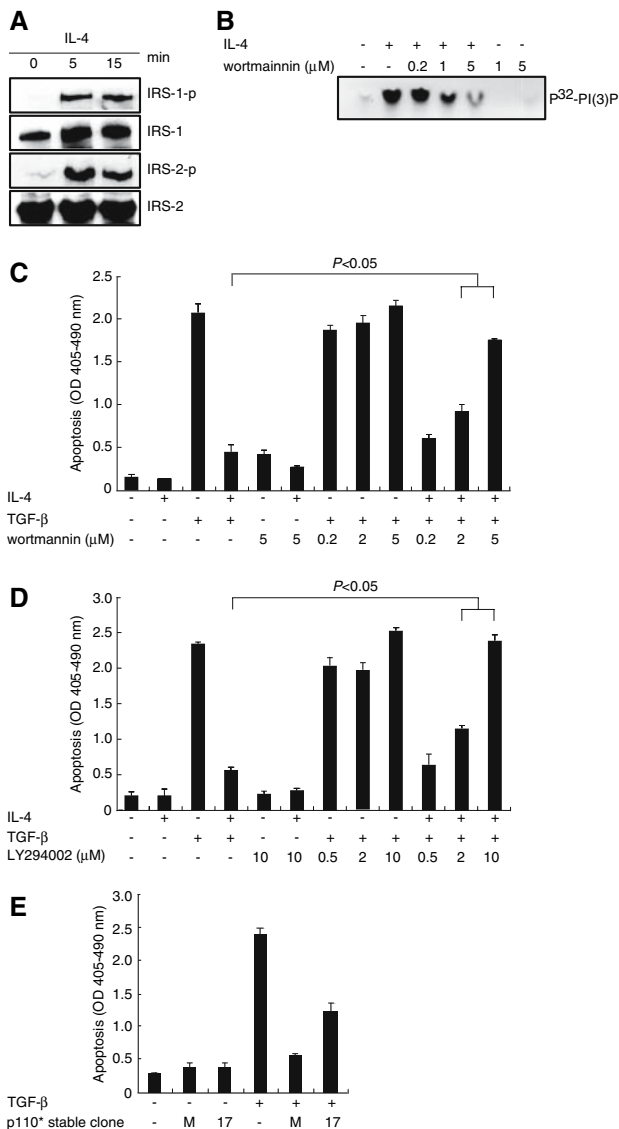 A
IL-4
0 5 15 min
IRS-1-p
IRS-1
IRS-2-p
IRS-2
B
IL-4 - + + + + - -
wortmainnin (μM) - - 0.2 1 5 1 5
P32-PI(3)P
C
P<0.05
Apoptosis (OD 405-490 nm)
2.5
2.0
1.5
1.0
0.5
0
IL-4 - + - + - + - - - + + +
TGF-β - - + + - - + + + + + +
wortmannin (μM) - - - - 5 5 0.2 2 5 0.2 2 5
D
P<0.05
Apoptosis (OD 405-490 nm)
3.0
2.5
2.0
1.5
1.0
0.5
0
IL-4 - + - + - + - - - + + +
TGF-β - - + + - - + + + + + +
LY294002 (μM) - - - - 10 10 0.5 2 10 0.5 2 10
E
Apoptosis (OD 405-490 nm)
3.0
2.5
2.0
1.5
1.0
0.5
0
TGF-β - - - + + +
p110* stable clone - M 17 - M 17